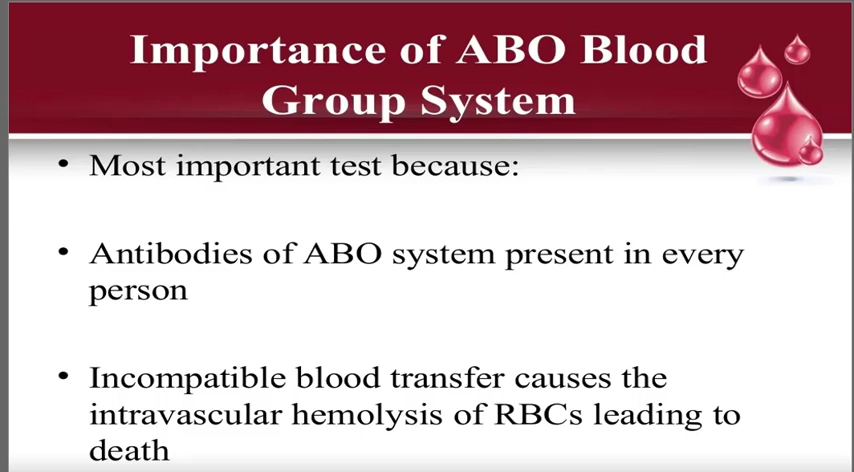 Importance of ABO Blood
Group System
• Most important test because:
• Antibodies of ABO system present in every
person
• Incompatible blood transfer causes the
intravascular hemolysis of RBCs leading to
death